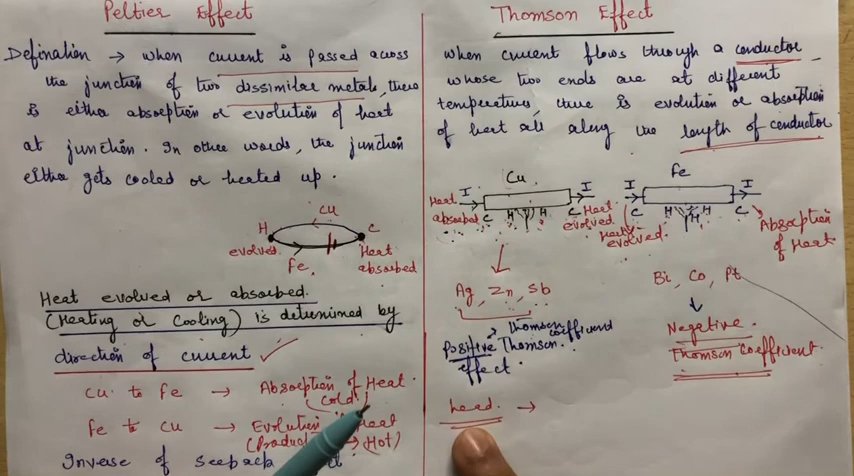 Peltier Effect
Defination → when current is passed across
the junction of two dissimilar metals, there
is either absorption or evolution of heat
at junction. In other words, the junction
either gets cooled or heated up.
Cu
H
C
evolved
Fe
Heat
absorbed
Heat evolved or absorbed.
(Heating or Cooling) is determined by
direction of current ✓
Cu to Fe → Absorption of Heat.
(Cold)
Fe to Cu → Evolution Heat
(Hot)
Inverse of
Thomson Effect
when current flows through a conductor
whose two ends are at different
temperatures, there is evolution or absorption
of heat all along the length of conductor
Cu
I
I
Heat
absorbed
C H H C
Heat
evolved
Fe
I
I
C H H C
H
evolved.
Absorption
of Heat
Ag, Zn, Sb
Thomson coefficient
Positive Thomson.
effect.
Bi, Co, Pt
Negative
Thomson coefficient
Lead. →